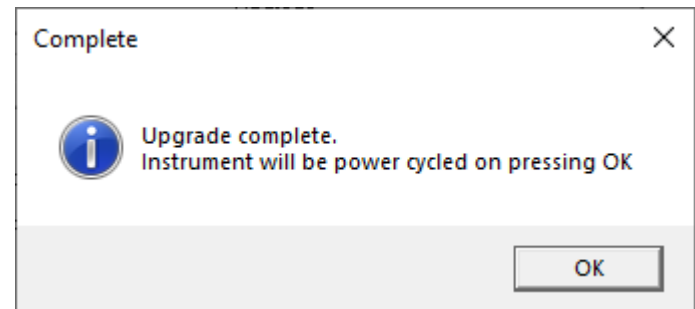 Complete
Upgrade complete.
Instrument will be power cycled on pressing OK
OK